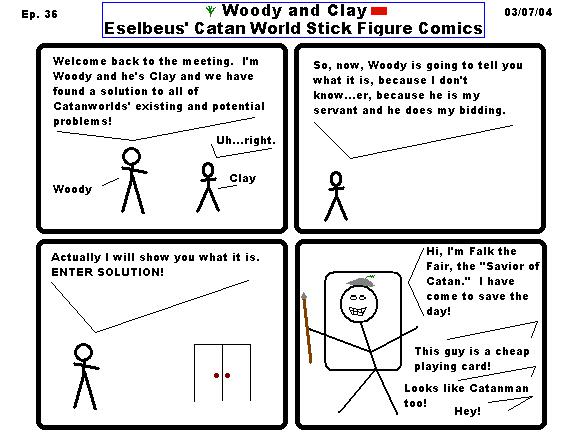 Ep. 36
Woody and Clay
03/07/04
Eselbeus' Catan World Stick Figure Comics
Welcome back to the meeting. I'm
Woody and he's Clay and we have
found a solution to all of
Catanworlds' existing and potential
problems!
Uh...right.
Woody
Clay
So, now, Woody is going to tell you
what it is, because I don't
know...er, because he is my
servant and he does my bidding.
Actually I will show you what it is.
ENTER SOLUTION!
Hi, I'm Falk the
Fair, the "Savior of
Catan." I have
come to save the
day!
This guy is a cheap
playing card!
Looks like Catanman
too!
Hey!